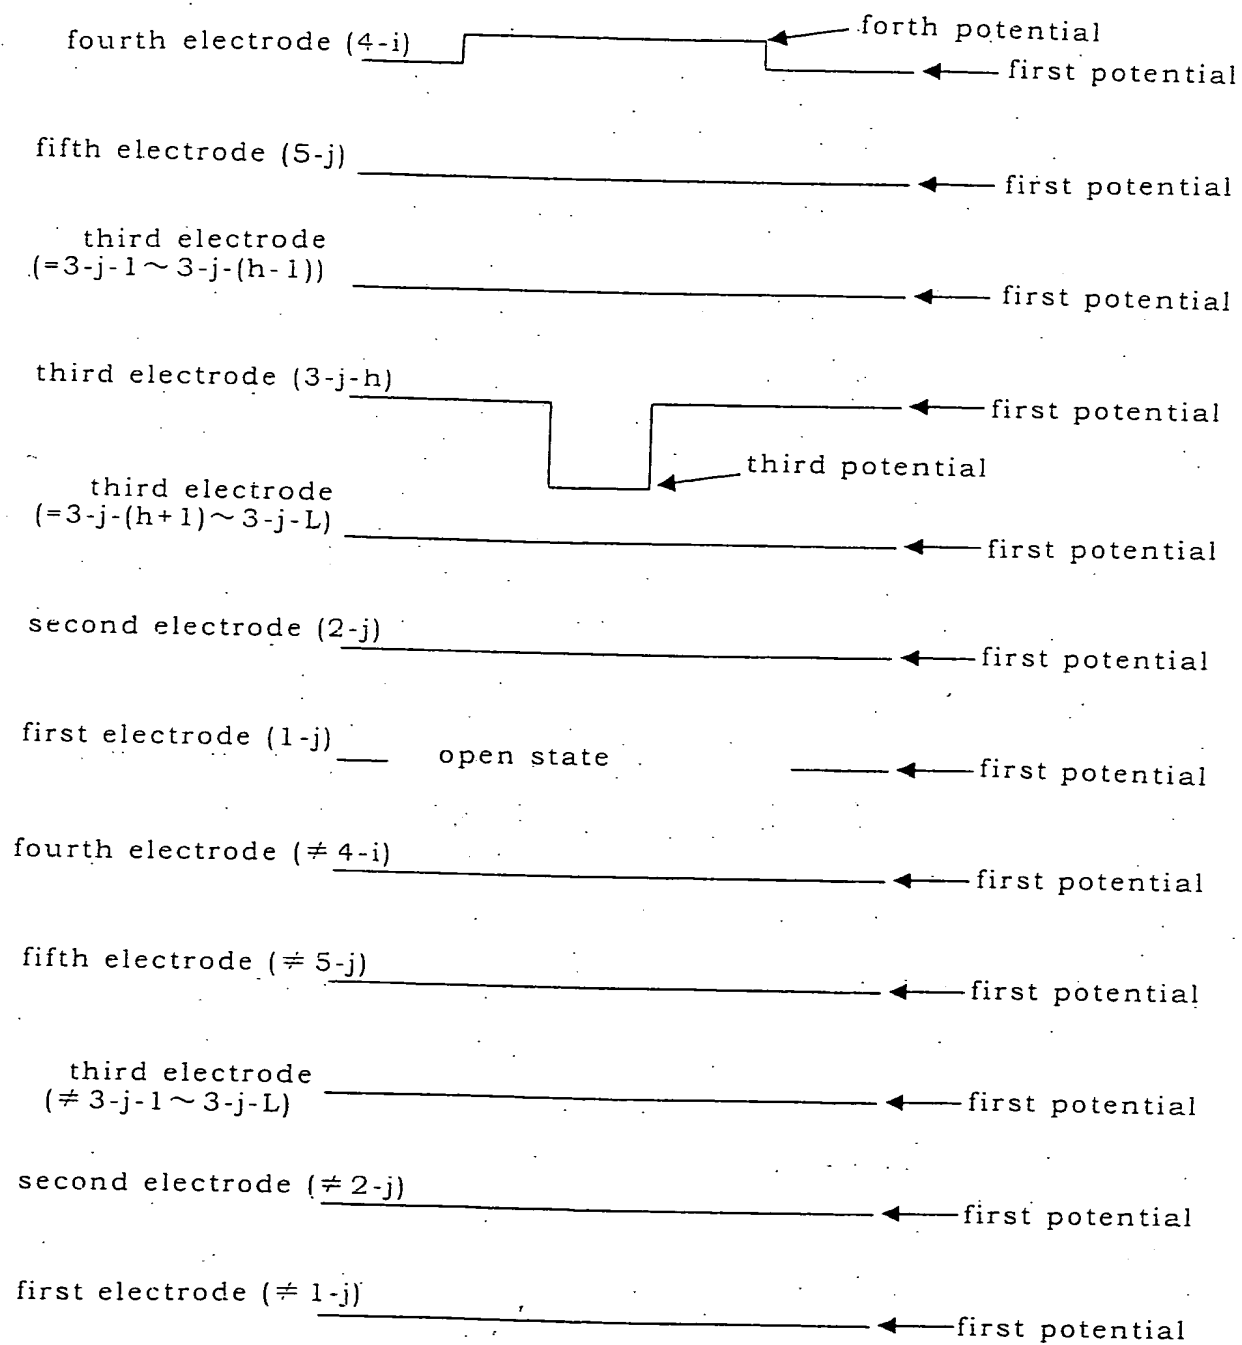 fourth electrode (4-i)
forth potential
first potential
fifth electrode (5-j)
first potential
third electrode
(=3-j-1~3-j-(h-1))
first potential
third electrode (3-j-h)
first potential
third potential
third electrode
(=3-j-(h+1)~3-j-L)
first potential
second electrode (2-j)
first potential
first electrode (1-j)
open state
first potential
fourth electrode (≠ 4-i)
first potential
fifth electrode (≠ 5-j)
first potential
third electrode
(≠ 3-j-1~3-j-L)
first potential
second electrode (≠ 2-j)
first potential
first electrode (≠ 1-j)
first potential